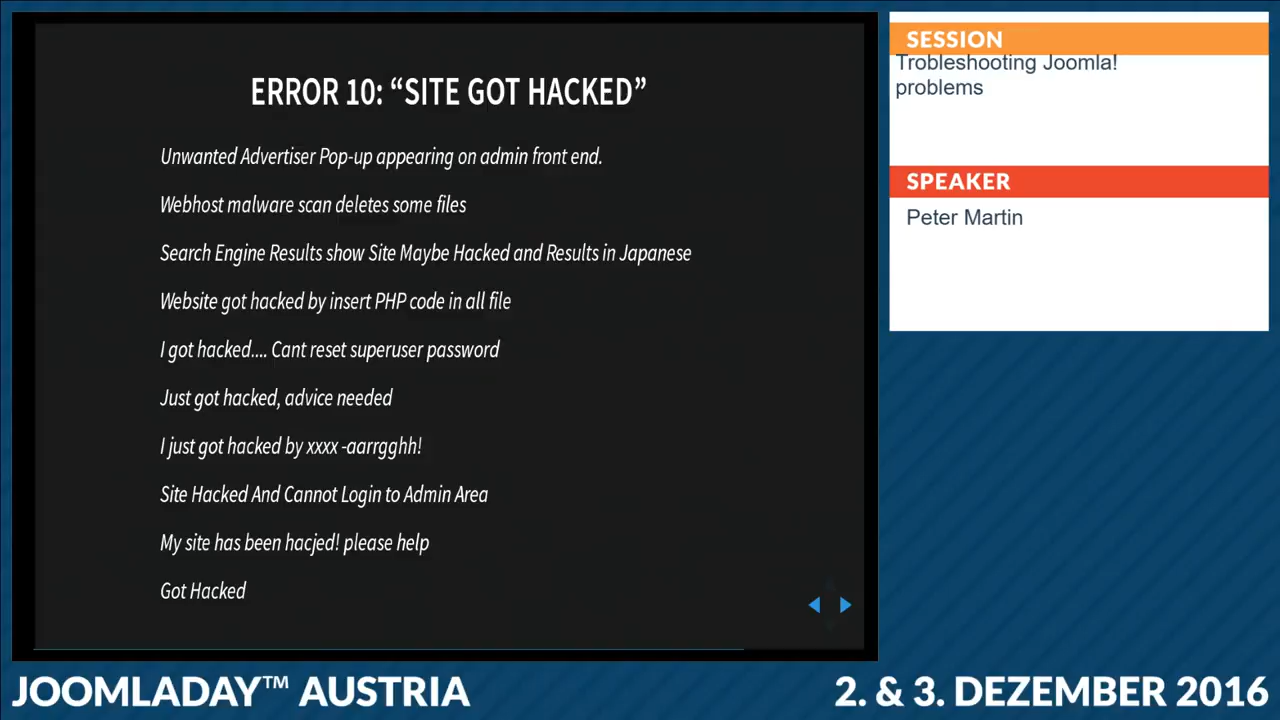 ERROR 10: “SITE GOT HACKED”
Unwanted Advertiser Pop-up appearing on admin front end.
Webhost malware scan deletes some files
Search Engine Results show Site Maybe Hacked and Results in Japanese
Website got hacked by insert PHP code in all file
I got hacked.... Cant reset superuser password
Just got hacked, advice needed
I just got hacked by xxxx -aarrgghh!
Site Hacked And Cannot Login to Admin Area
My site has been hacjed! please help
Got Hacked
SESSION
Trobleshooting Joomla!
problems
SPEAKER
Peter Martin
JOOMLADAY™ AUSTRIA
2. & 3. DEZEMBER 2016